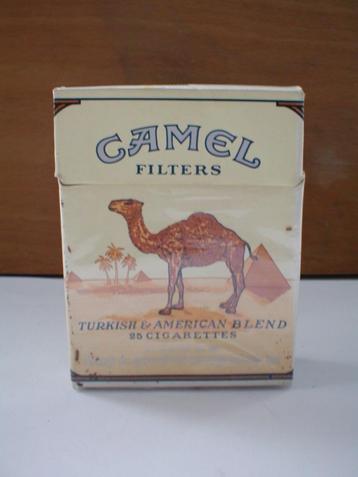 CAMEL
FILTERS
TURKISH & AMERICAN BLEND
25 CIGARETTES